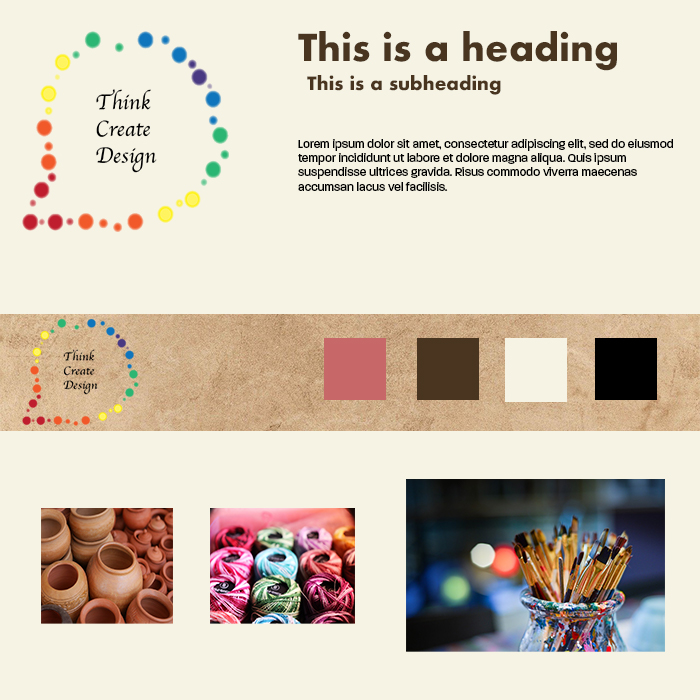 Think
Create
Design
This is a heading
This is a subheading
Lorem ipsum dolor sit amet, consectetur adipiscing elit, sed do eiusmod
tempor incididunt ut labore et dolore magna aliqua. Quis ipsum
suspendisse ultrices gravida. Risus commodo viverra maecenas
accumsan lacus vel facilisis.
Think
Create
Design